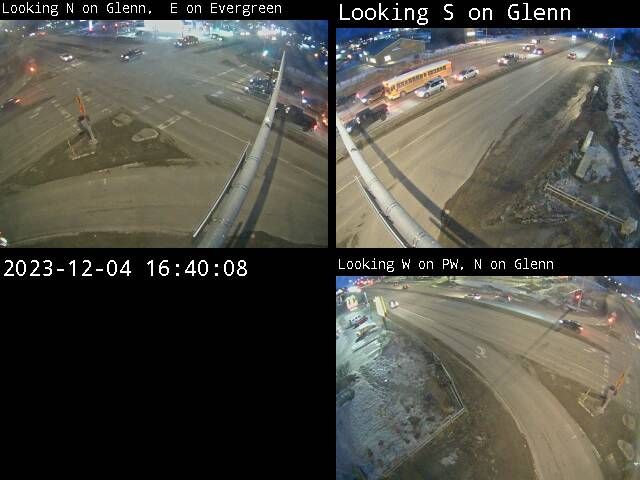 Looking N on Glenn,  E on Evergreen
Looking S on Glenn
2023-12-04 16:40:08
Looking W on PW, N on Glenn